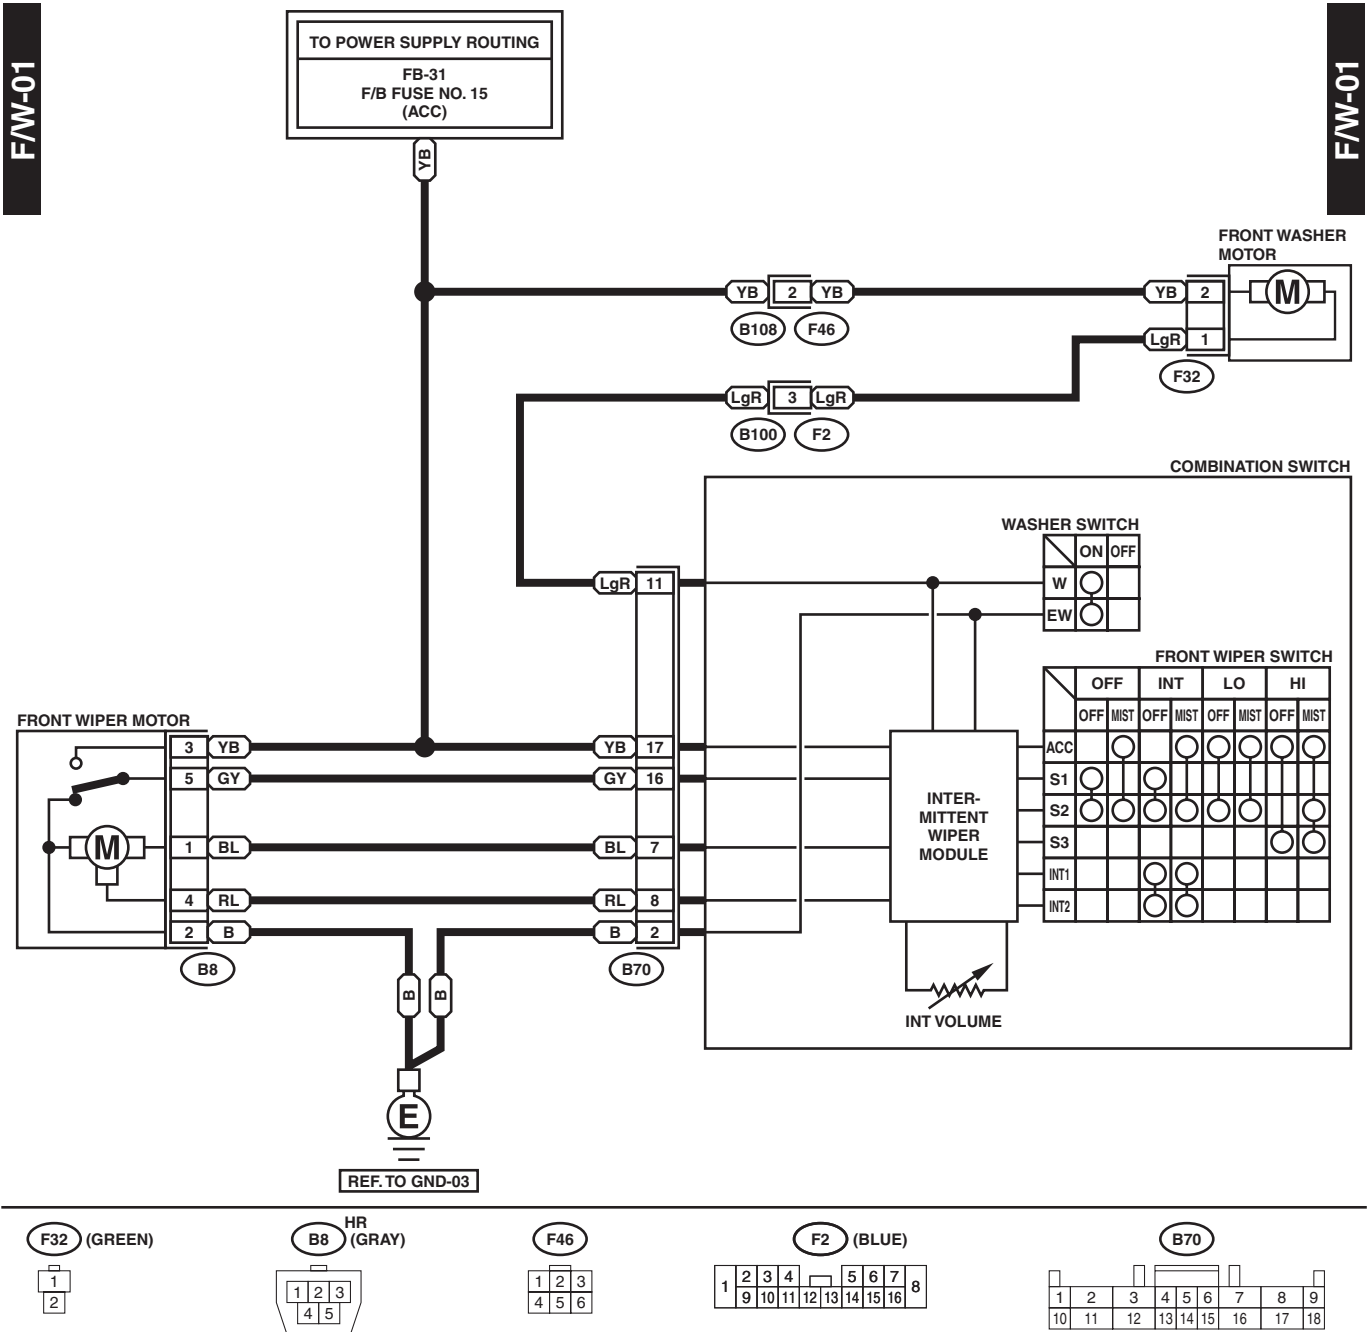 F/W-01
F/W-01
TO POWER SUPPLY ROUTING
FB-31
F/B FUSE NO. 15
(ACC)
YB
FRONT WASHER
MOTOR
YB 2 YB
YB 2
M
B108 F46
LgR 1
F32
LgR 3 LgR
B100 F2
COMBINATION SWITCH
WASHER SWITCH
ON OFF
LgR 11
W
EW
FRONT WIPER SWITCH
OFF INT LO HI
OFF MIST OFF MIST OFF MIST OFF MIST
FRONT WIPER MOTOR
3 YB
YB 17
ACC
5 GY
GY 16
S1
S2
INTER-
MITTENT
WIPER
MODULE
M
1 BL
BL 7
S3
INT1
4 RL
RL 8
INT2
2 B
B 2
B8
B70
B
B
INT VOLUME
E
REF. TO GND-03
F32 (GREEN)
1
2
HR
B8 (GRAY)
1 2 3
4 5
F46
1 2 3
4 5 6
F2 (BLUE)
1 2 3 4 5 6 7 8
9 10 11 12 13 14 15 16
B70
1 2 3 4 5 6 7 8 9
10 11 12 13 14 15 16 17 18